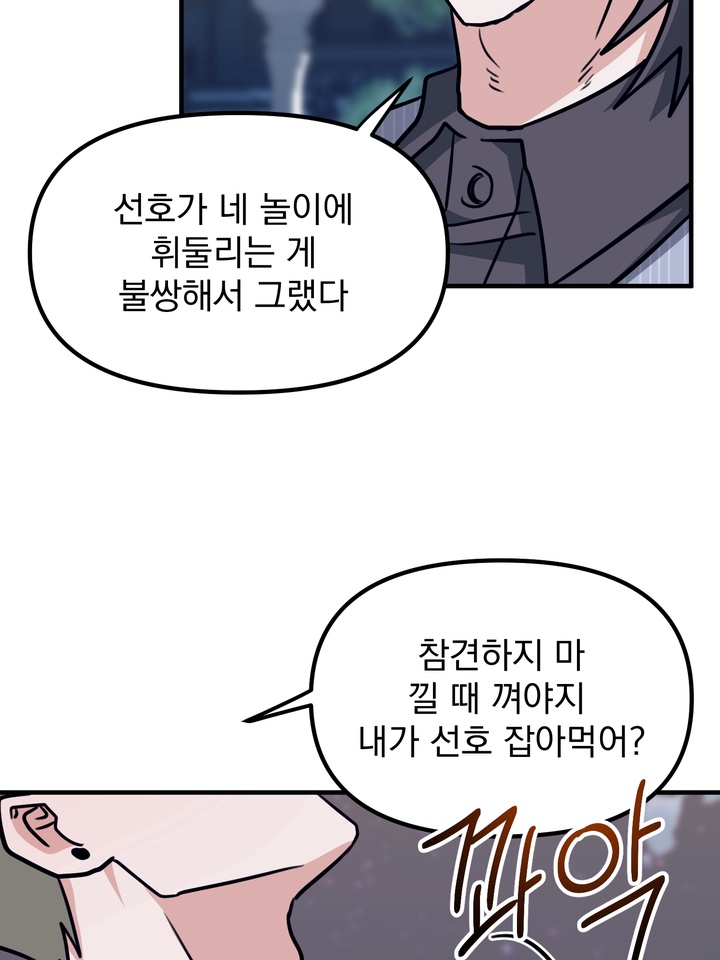 선호가 네 놀이에
휘둘리는 게
불쌍해서 그랬다
참견하지 마
낄 때 껴야지
내가 선호 잡아먹어?
까악